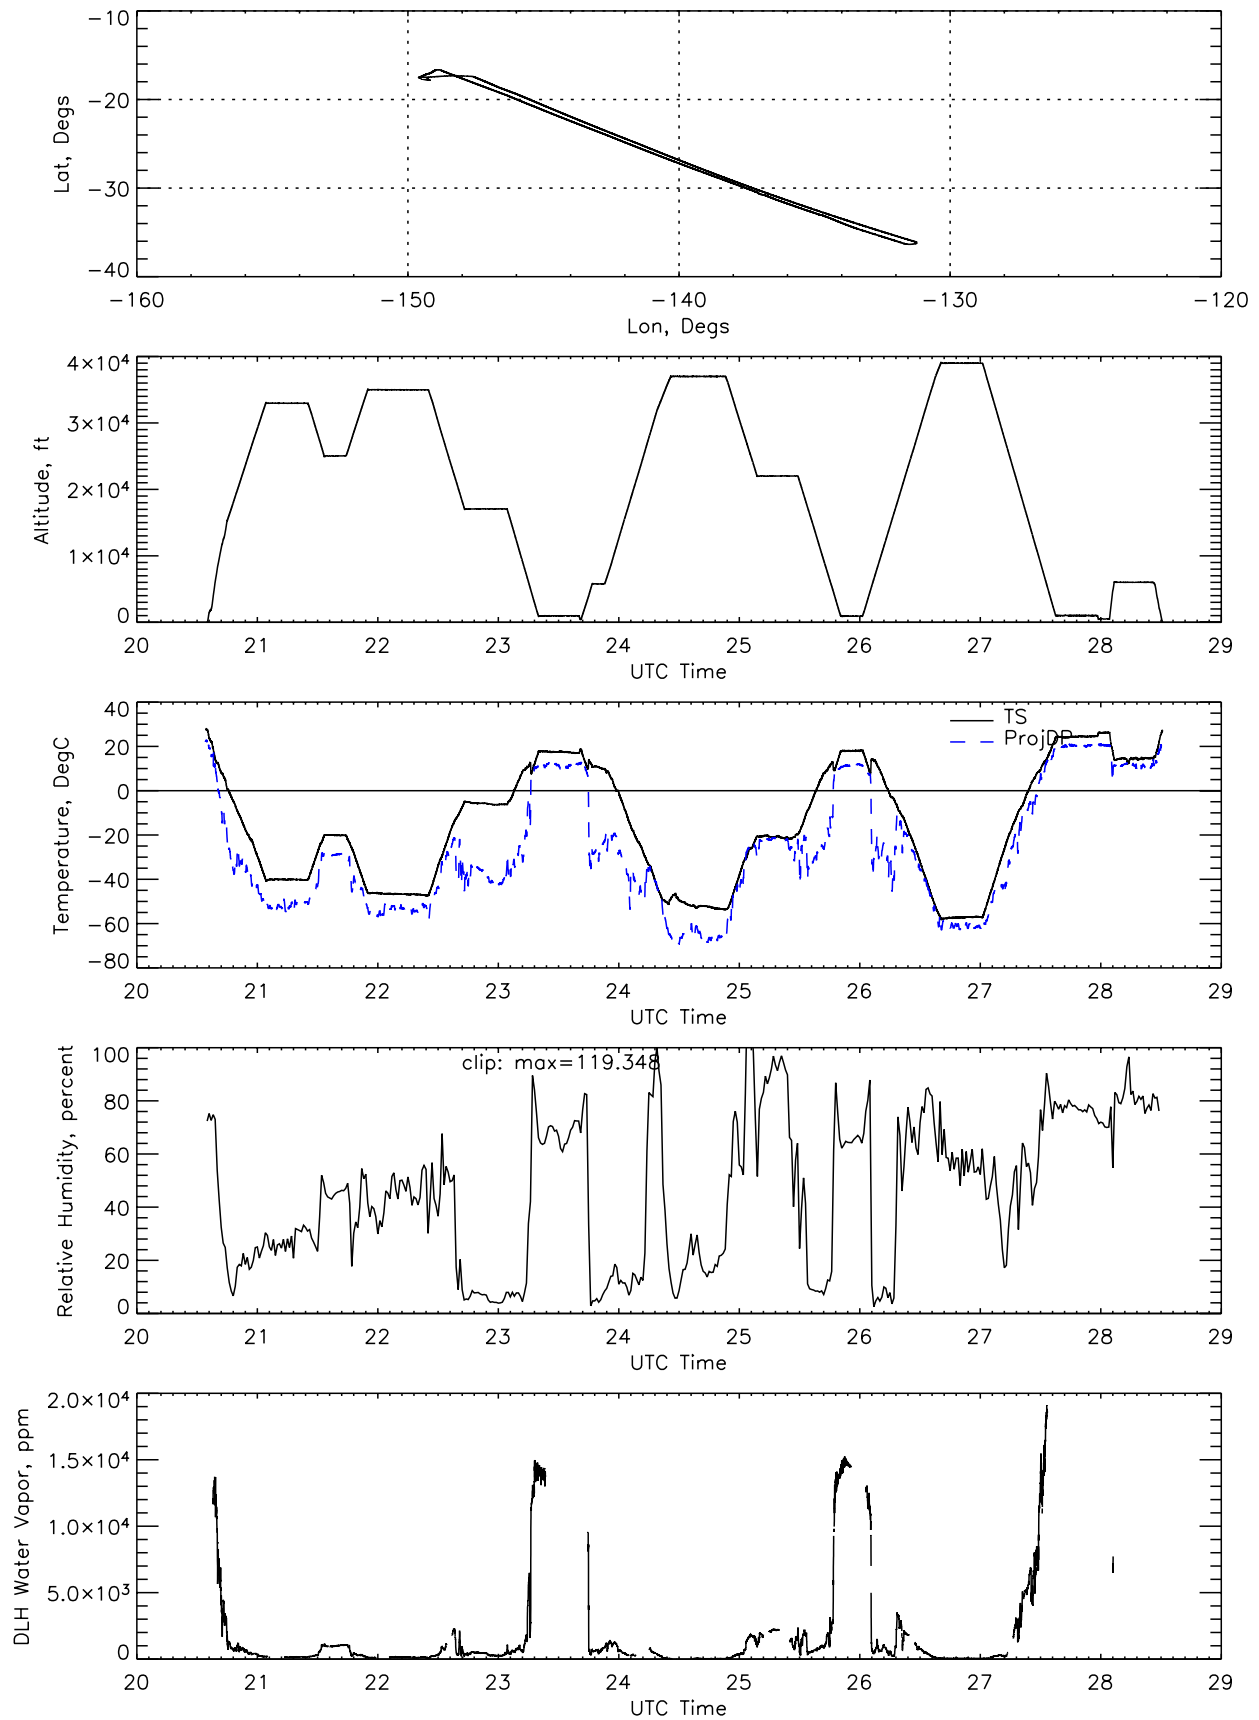 -10
-20
-30
-40
Lat, Degs
-160 -150 -140 -130 -120
Lon, Degs
4×10⁴
3×10⁴
2×10⁴
1×10⁴
0
Altitude, ft
20 21 22 23 24 25 26 27 28 29
UTC Time
40
20
0
-20
-40
-60
-80
Temperature, DegC
TS
ProjDP
20 21 22 23 24 25 26 27 28 29
UTC Time
100
80
60
40
20
0
Relative Humidity, percent
clip: max=119.348
20 21 22 23 24 25 26 27 28 29
UTC Time
2.0×10⁴
1.5×10⁴
1.0×10⁴
5.0×10³
0
DLH Water Vapor, ppm
20 21 22 23 24 25 26 27 28 29
UTC Time